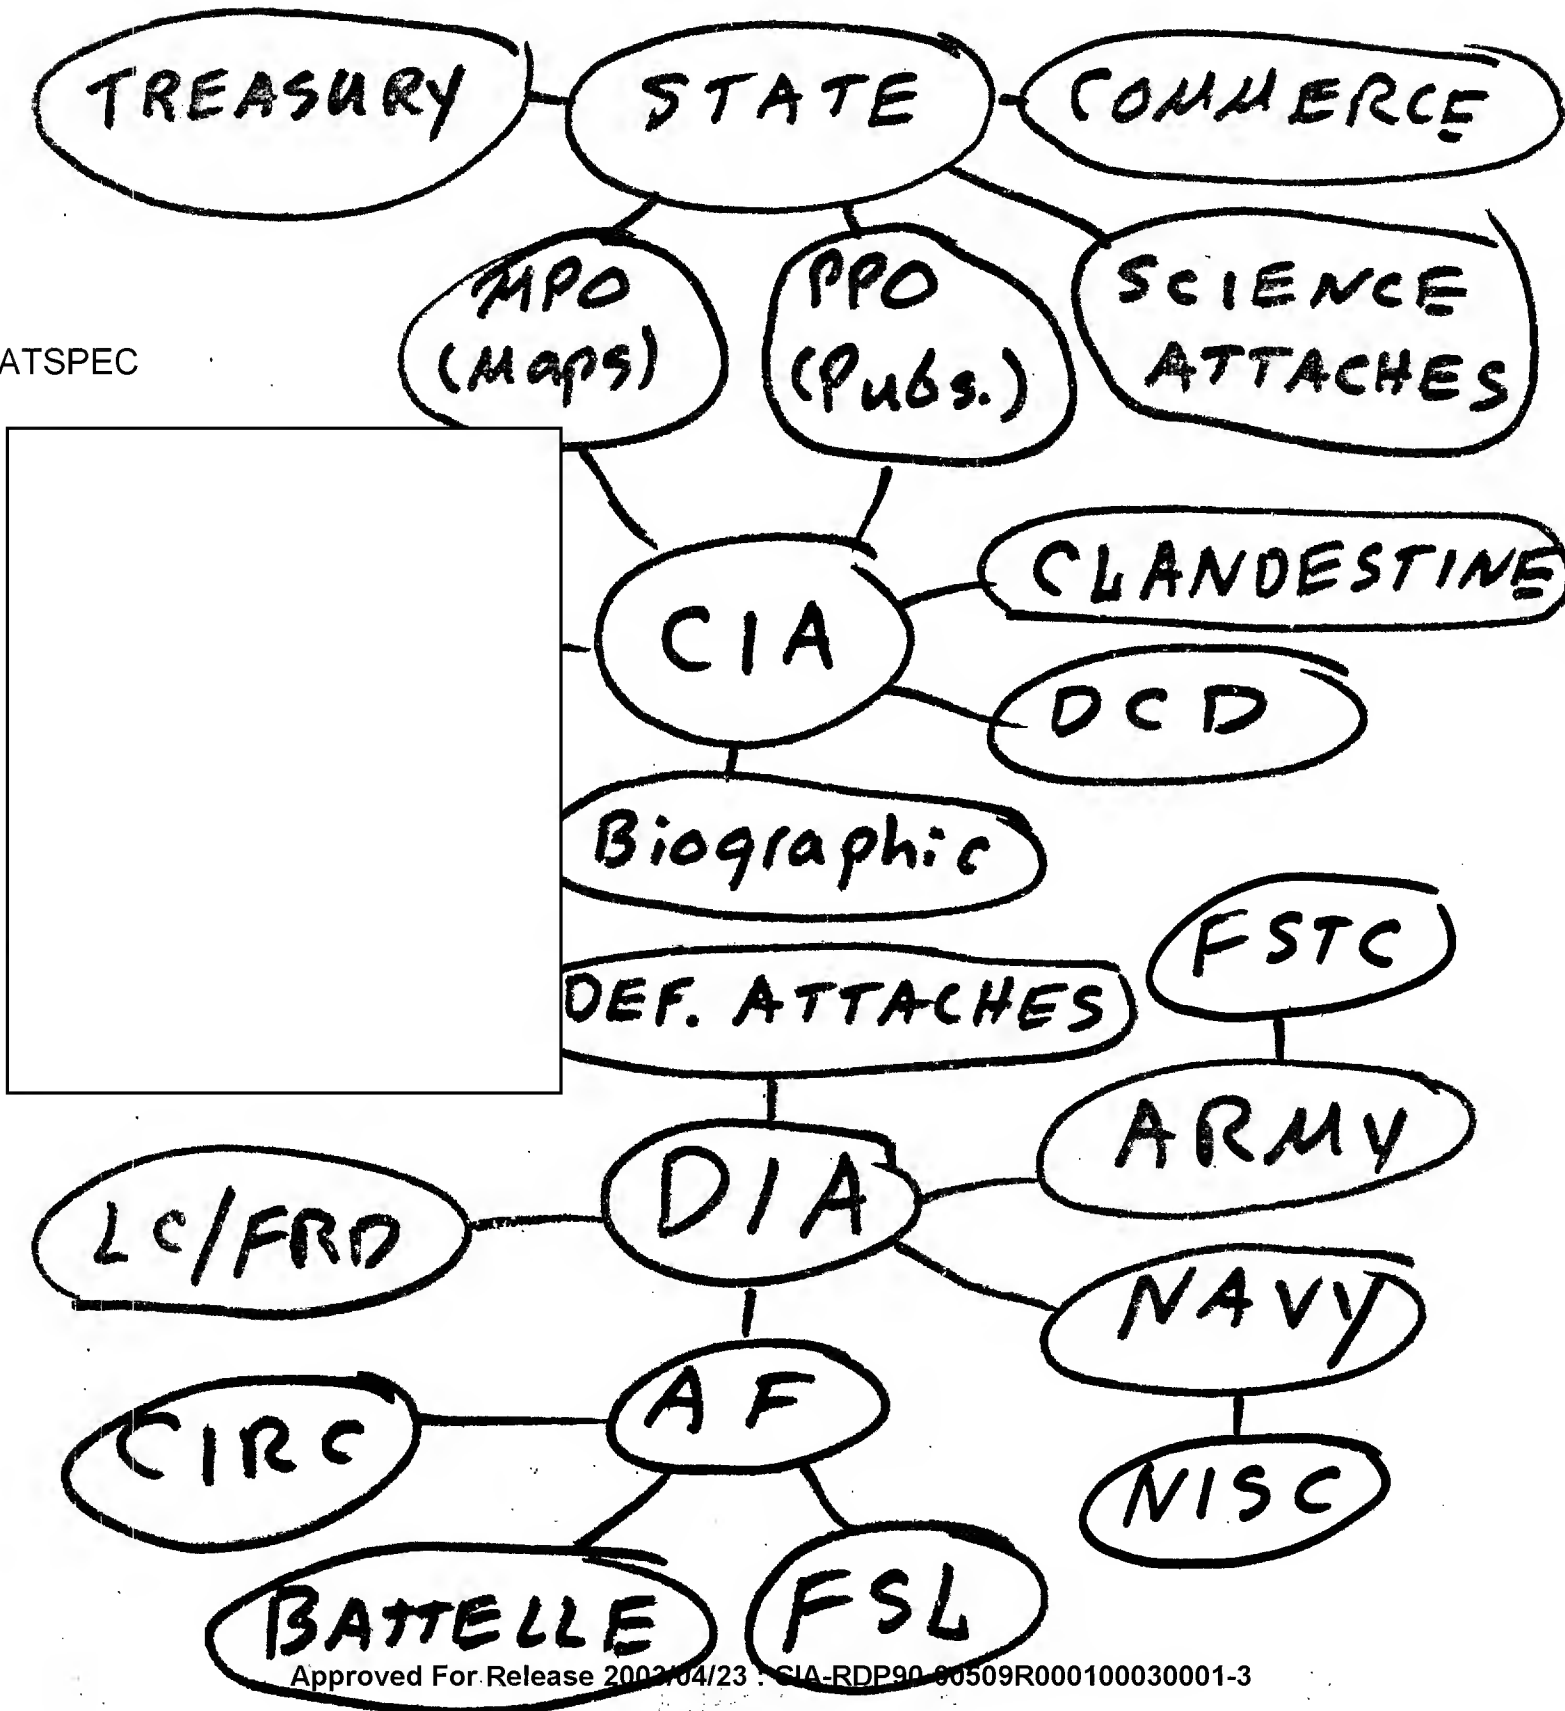 TREASURY
STATE
COMMERCE
MPO
(Maps)
PPO
(Pubs.)
SCIENCE
ATTACHES
ATSPEC
CLANDESTINE
CIA
DCD
Biographic
FSTC
DEF. ATTACHES
ARMY
DIA
LC/FRD
NAVY
AF
CIRC
NISC
BATTELLE
FSL
Approved For Release 2003/04/23 : CIA-RDP90-00509R000100030001-3